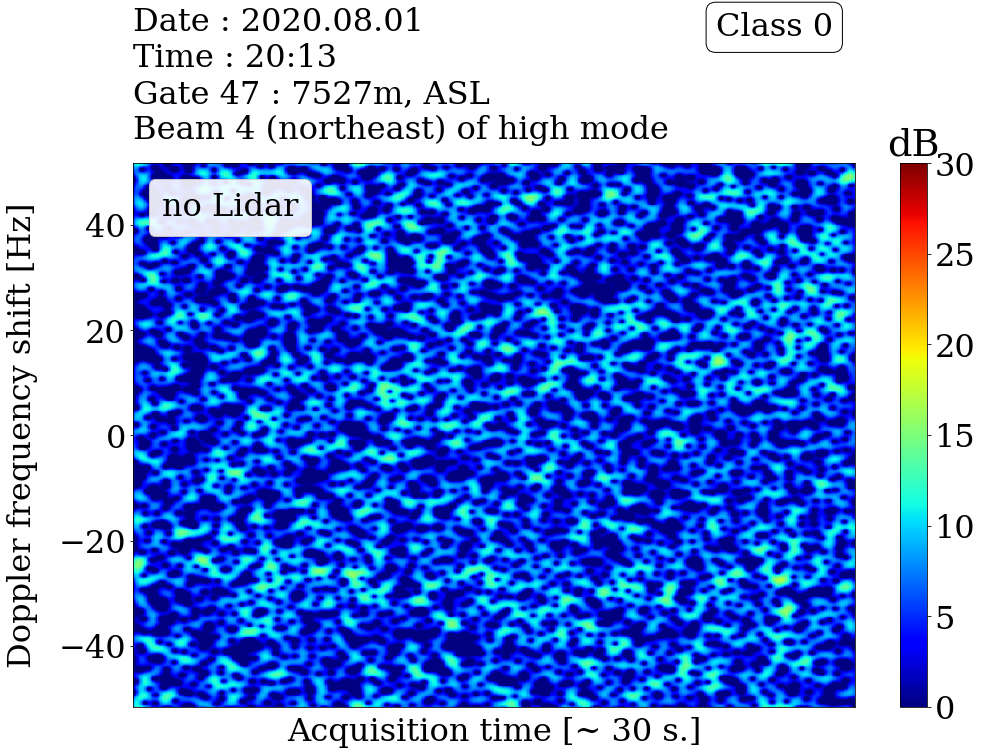 Date : 2020.08.01
Time : 20:13
Gate 47 : 7527m, ASL
Beam 4 (northeast) of high mode
Class 0
no Lidar
Doppler frequency shift [Hz]
40
20
0
−20
−40
Acquisition time [~ 30 s.]
dB
30
25
20
15
10
5
0